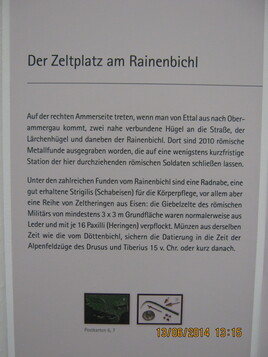 Der Zeltplatz am Rainenbichl
Auf der rechten Ammerseite treten, wenn man von Ettal aus nach Ober-
ammergau kommt, zwei nahe verbundene Hügel an die Straße, der
Lärchenhügel und daneben der Rainenbichl. Dort sind 2010 römische
Metallfunde ausgegraben worden, die auf eine wenigstens kurzfristige
Station der hier durchziehenden römischen Soldaten schließen lassen.
Unter den zahlreichen Funden vom Rainenbichl sind eine Radnabe, eine
gut erhaltene Strigilis (Schabeisen) für die Körperpflege, vor allem aber
eine Reihe von Zeltheringen aus Eisen: die Giebelzelte des römischen
Militärs von mindestens 3 x 3 m Grundfläche waren normalerweise aus
Leder und mit je 16 Paxilli (Heringen) verpflockt. Münzen aus derselben
Zeit wie die vom Döttenbichl, sichern die Datierung in die Zeit der
Alpenfeldzüge des Drusus und Tiberius 15 v. Chr. oder kurz danach.
13/06/2014 13:15